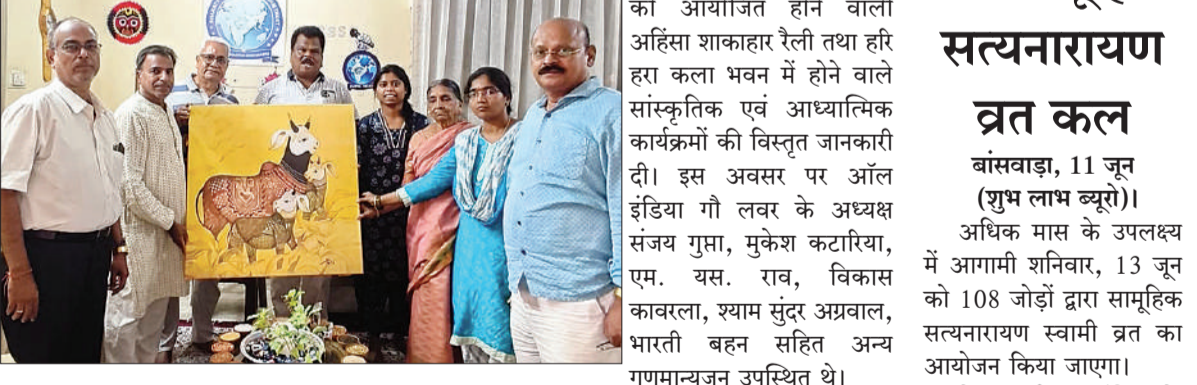 को आयोजित होने वाली
अहिंसा शाकाहार रैली तथा हरि
हरा कला भवन में होने वाले
सांस्कृतिक एवं आध्यात्मिक
कार्यक्रमों की विस्तृत जानकारी
दी। इस अवसर पर ऑल
इंडिया गौ लवर के अध्यक्ष
संजय गुप्ता, मुकेश कटारिया,
एम. यस. राव, विकास
कावरला, श्याम सुंदर अग्रवाल,
भारती बहन सहित अन्य
गणमान्यजन उपस्थित थे।
सत्यनारायण
व्रत कल
बांसवाड़ा, 11 जून
(शुभ लाभ ब्यूरो)।
अधिक मास के उपलक्ष्य
में आगामी शनिवार, 13 जून
को 108 जोड़ों द्वारा सामूहिक
सत्यनारायण स्वामी व्रत का
आयोजन किया जाएगा।